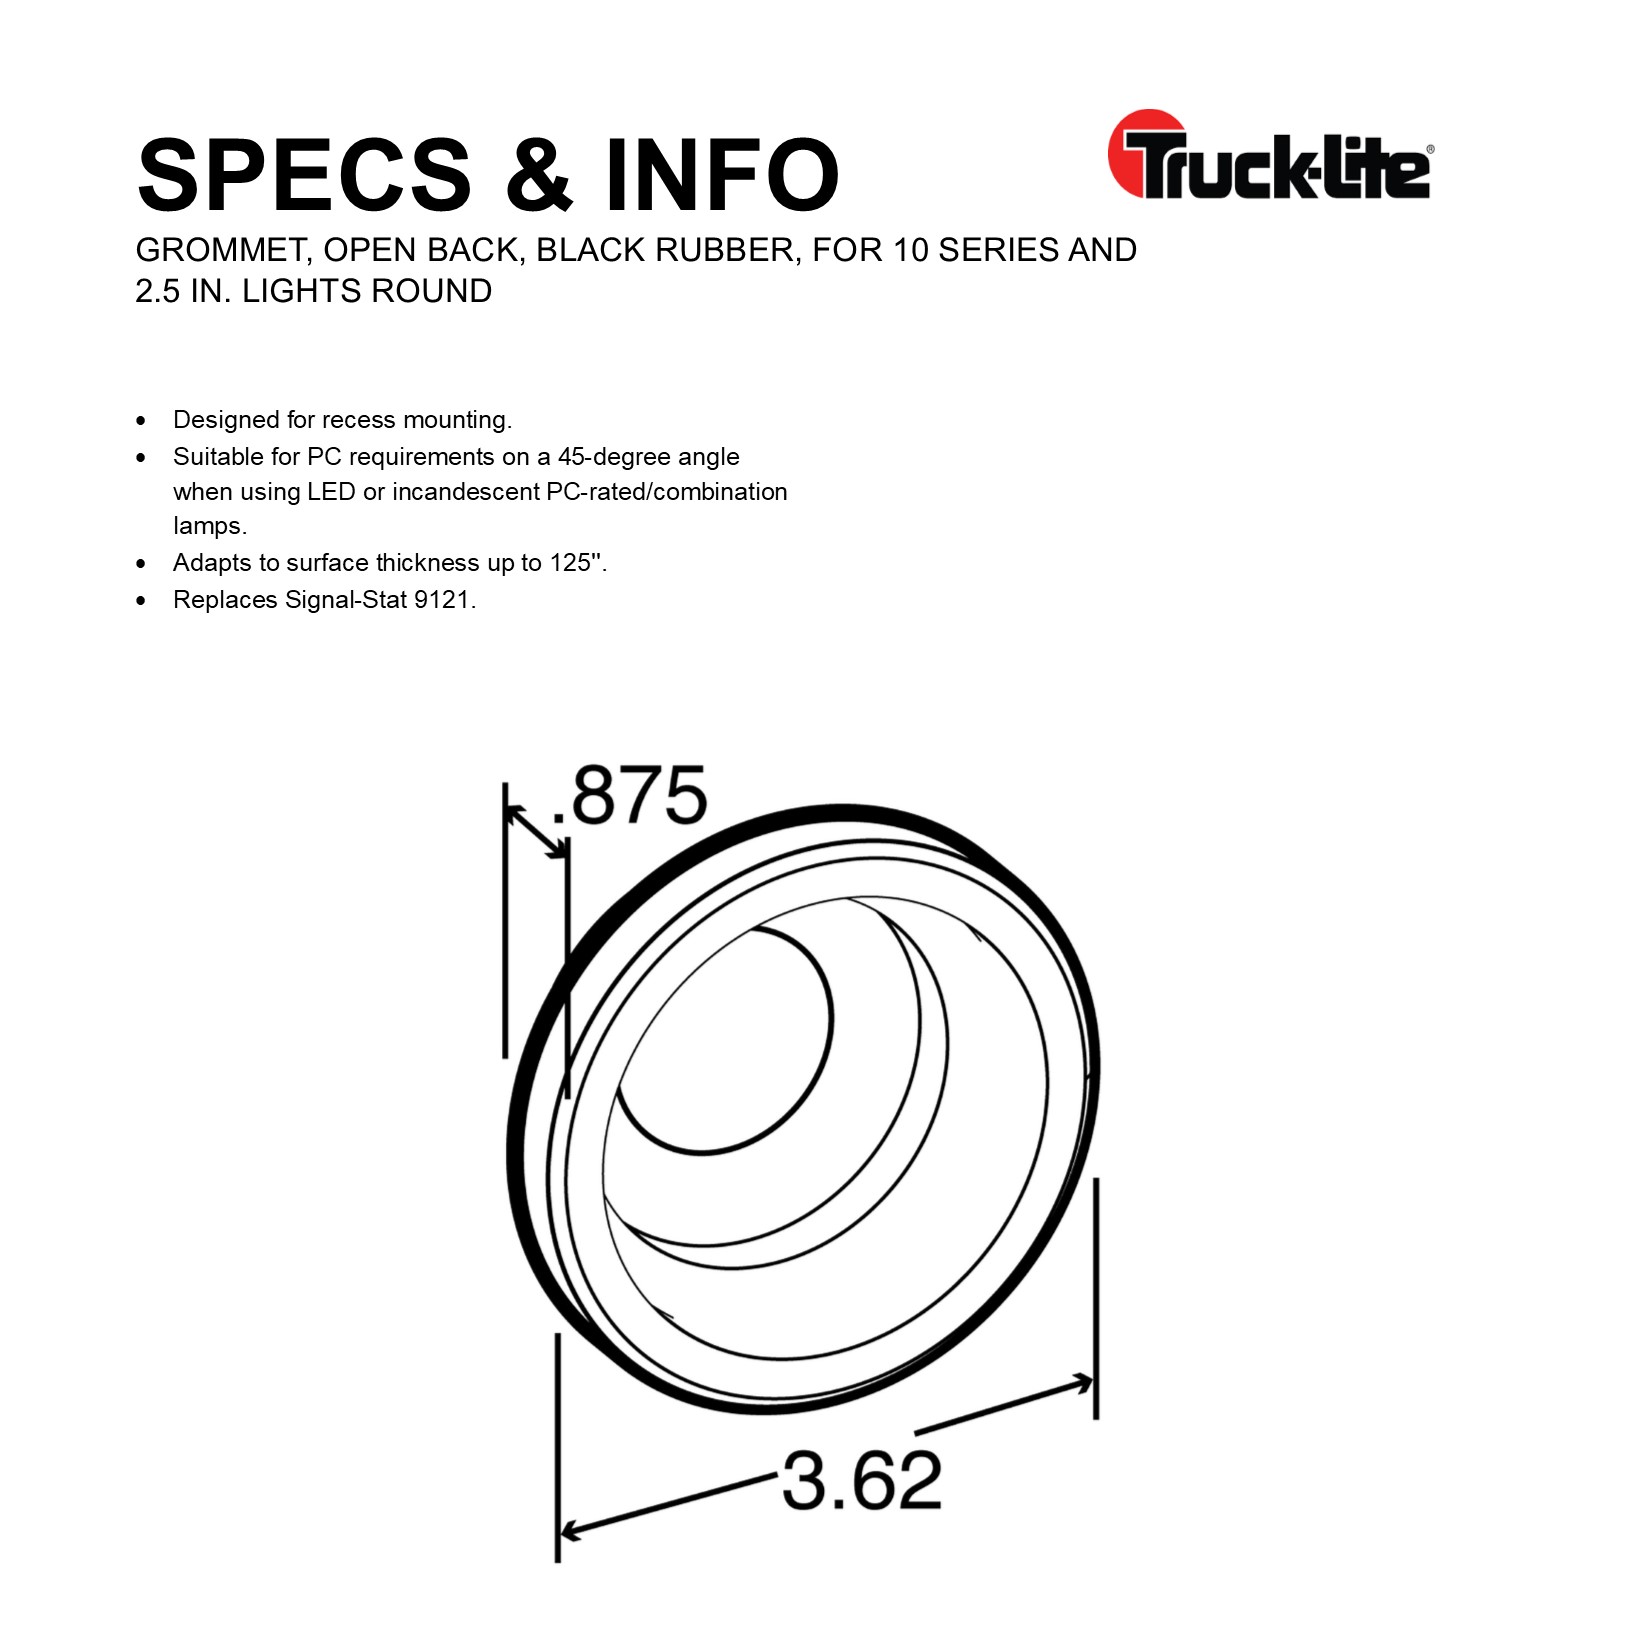 SPECS & INFO
Truck-Lite®
GROMMET, OPEN BACK, BLACK RUBBER, FOR 10 SERIES AND
2.5 IN. LIGHTS ROUND
• Designed for recess mounting.
• Suitable for PC requirements on a 45-degree angle
when using LED or incandescent PC-rated/combination
lamps.
• Adapts to surface thickness up to 125".
• Replaces Signal-Stat 9121.
.875
3.62